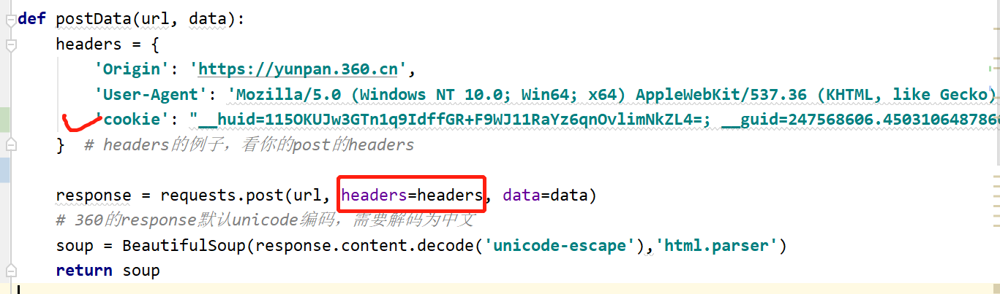 def postData(url, data):
headers = {
'Origin': 'https://yunpan.360.cn',
'User-Agent': 'Mozilla/5.0 (Windows NT 10.0; Win64; x64) AppleWebKit/537.36 (KHTML, like Gecko)
'cookie': "__huid=115OKUJw3GTn1q9IdffGR+F9WJ11RaYz6qnOvlimNkZL4=; __guid=247568606.450310648786
} # headers的例子，看你的post的headers
response = requests.post(url, headers=headers, data=data)
# 360的response默认unicode编码，需要解码为中文
soup = BeautifulSoup(response.content.decode('unicode-escape'),'html.parser')
return soup